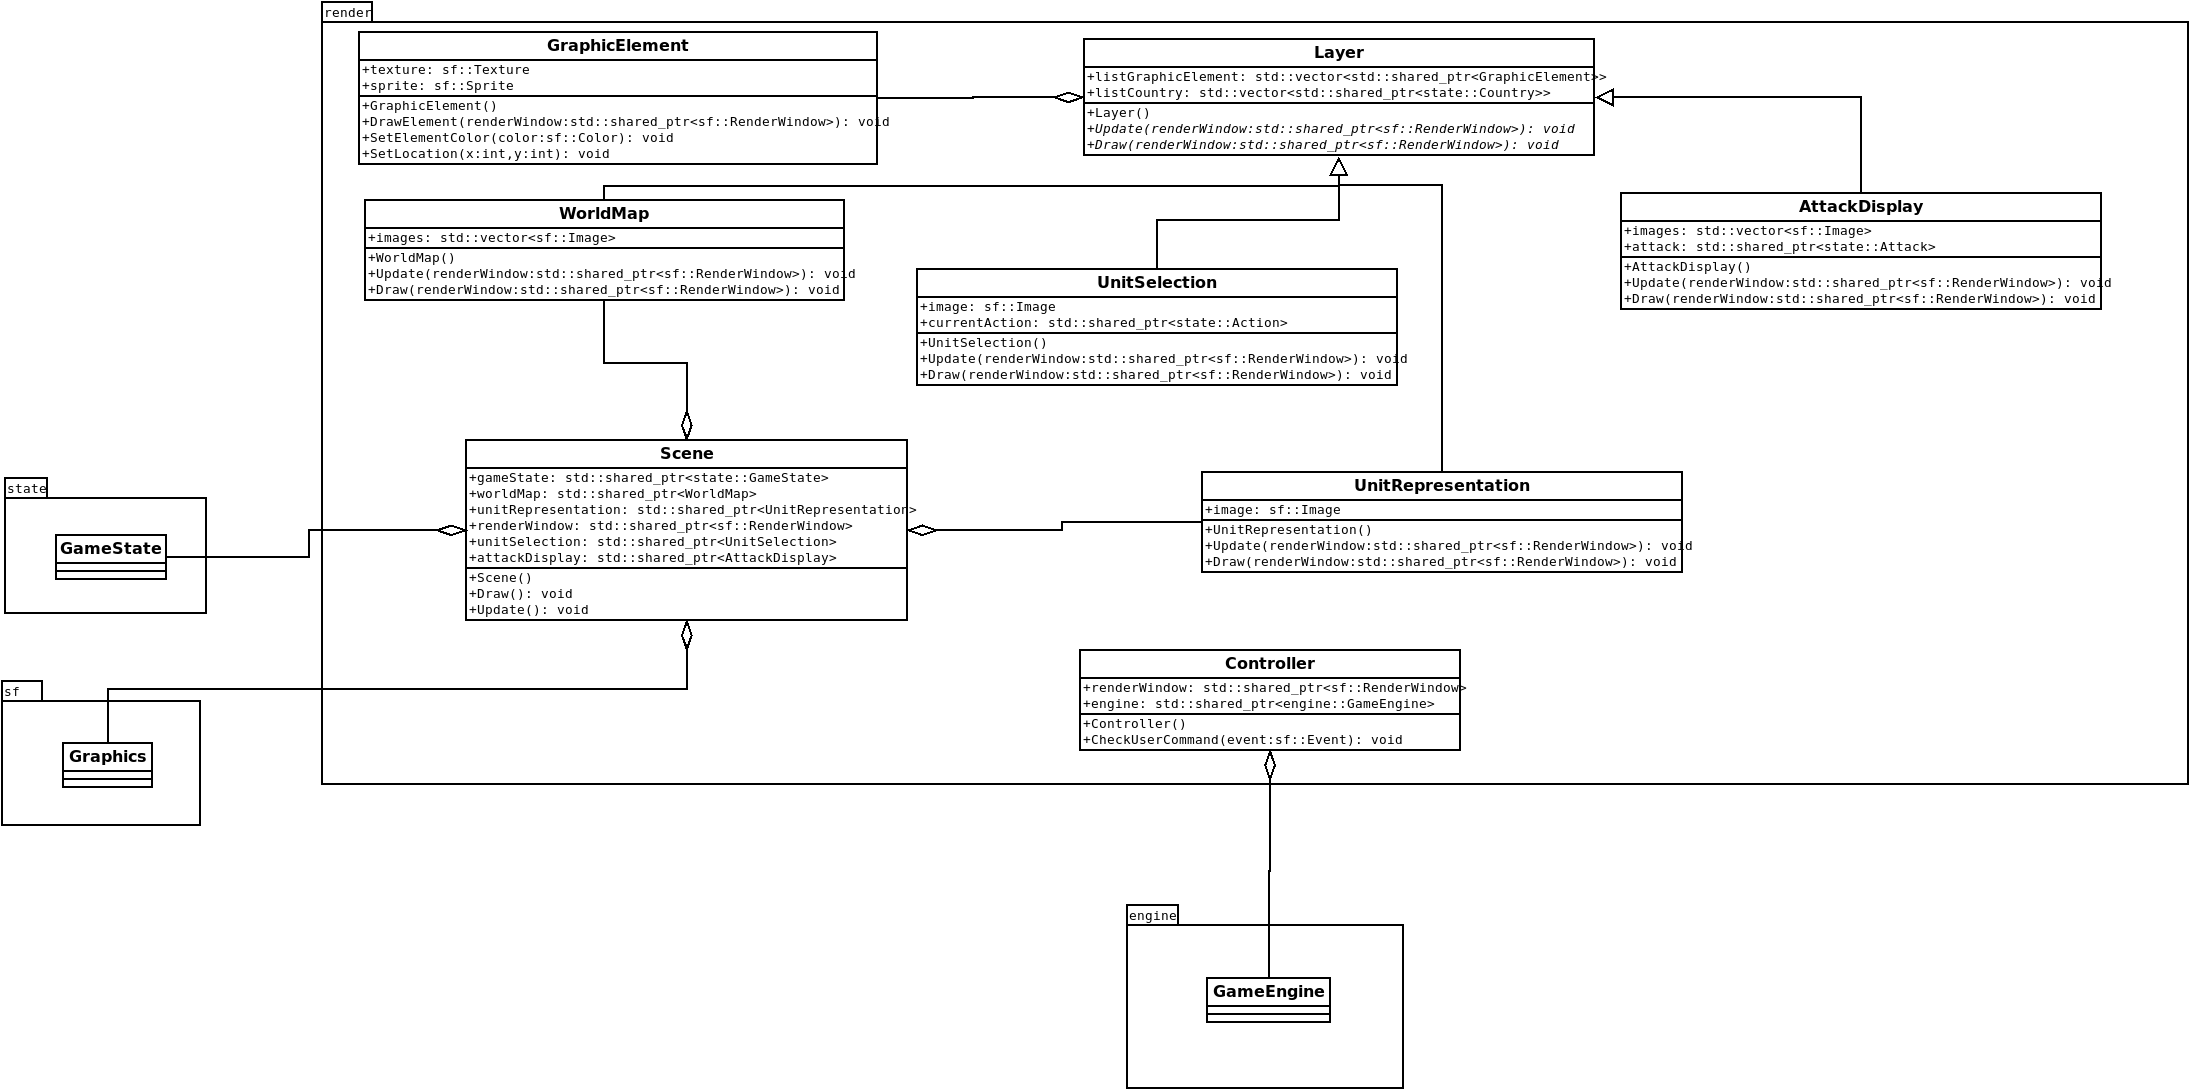 render
GraphicElement
+texture: sf::Texture
+sprite: sf::Sprite
+GraphicElement()
+DrawElement(renderWindow:std::shared_ptr<sf::RenderWindow>): void
+SetElementColor(color:sf::Color): void
+SetLocation(x:int,y:int): void
Layer
+listGraphicElement: std::vector<std::shared_ptr<GraphicElement>>
+listCountry: std::vector<std::shared_ptr<state::Country>>
+Layer()
+Update(renderWindow:std::shared_ptr<sf::RenderWindow>): void
+Draw(renderWindow:std::shared_ptr<sf::RenderWindow>): void
WorldMap
+images: std::vector<sf::Image>
+WorldMap()
+Update(renderWindow:std::shared_ptr<sf::RenderWindow>): void
+Draw(renderWindow:std::shared_ptr<sf::RenderWindow>): void
AttackDisplay
+images: std::vector<sf::Image>
+attack: std::shared_ptr<state::Attack>
+AttackDisplay()
+Update(renderWindow:std::shared_ptr<sf::RenderWindow>): void
+Draw(renderWindow:std::shared_ptr<sf::RenderWindow>): void
UnitSelection
+image: sf::Image
+currentAction: std::shared_ptr<state::Action>
+UnitSelection()
+Update(renderWindow:std::shared_ptr<sf::RenderWindow>): void
+Draw(renderWindow:std::shared_ptr<sf::RenderWindow>): void
Scene
+gameState: std::shared_ptr<state::GameState>
+worldMap: std::shared_ptr<WorldMap>
+unitRepresentation: std::shared_ptr<UnitRepresentation>
+renderWindow: std::shared_ptr<sf::RenderWindow>
+unitSelection: std::shared_ptr<UnitSelection>
+attackDisplay: std::shared_ptr<AttackDisplay>
+Scene()
+Draw(): void
+Update(): void
UnitRepresentation
+image: sf::Image
+UnitRepresentation()
+Update(renderWindow:std::shared_ptr<sf::RenderWindow>): void
+Draw(renderWindow:std::shared_ptr<sf::RenderWindow>): void
state
GameState
Controller
+renderWindow: std::shared_ptr<sf::RenderWindow>
+engine: std::shared_ptr<engine::GameEngine>
+Controller()
+CheckUserCommand(event:sf::Event): void
sf
Graphics
engine
GameEngine